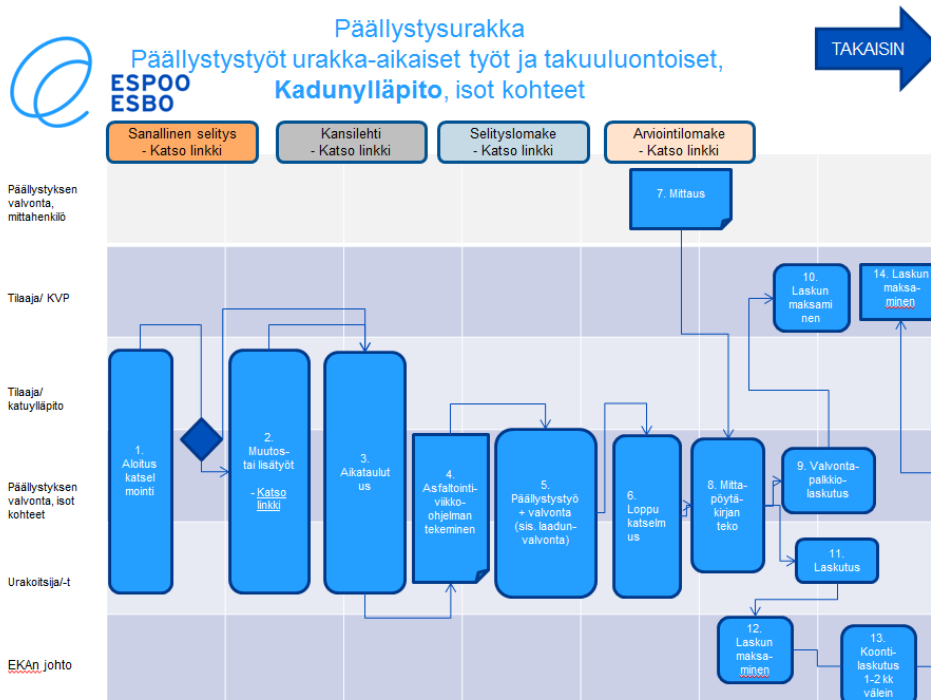 Päällystysurakka
Päällystystyöt urakka-aikaiset työt ja takuuluontoiset,
Kadunylläpito, isot kohteet
TAKAISIN
ESPOO
ESBO
Sanallinen selitys
- Katso linkki
Kansilehti
- Katso linkki
Selityslomake
- Katso linkki
Arviointilomake
- Katso linkki
Päällystyksen
valvonta,
mittahenkilö
7. Mittaus
Tilaaja/ KVP
10.
Laskun
maksami
nen
14. Laskun
maksa-
minen
Tilaaja/
katuylläpito
1.
Aloitus
katsel
mointi
2.
Muutos-
tai lisätyöt
- Katso
linkki
3.
Aikataulut
us
4.
Asfaltointi-
viikko-
ohjelman
tekeminen
5.
Päällystystyö
+ valvonta
(sis. laadun-
valvonta)
6.
Loppu
katselm
us
8. Mitta-
pöytä-
kirjan
teko
9. Valvonta-
palkkio-
laskutus
Päällystyksen
valvonta, isot
kohteet
11.
Laskutus
Urakoitsija/-t
12.
Laskun
maksa-
minen
13.
Koonti-
laskutus
1-2 kk
välein
EKAn johto